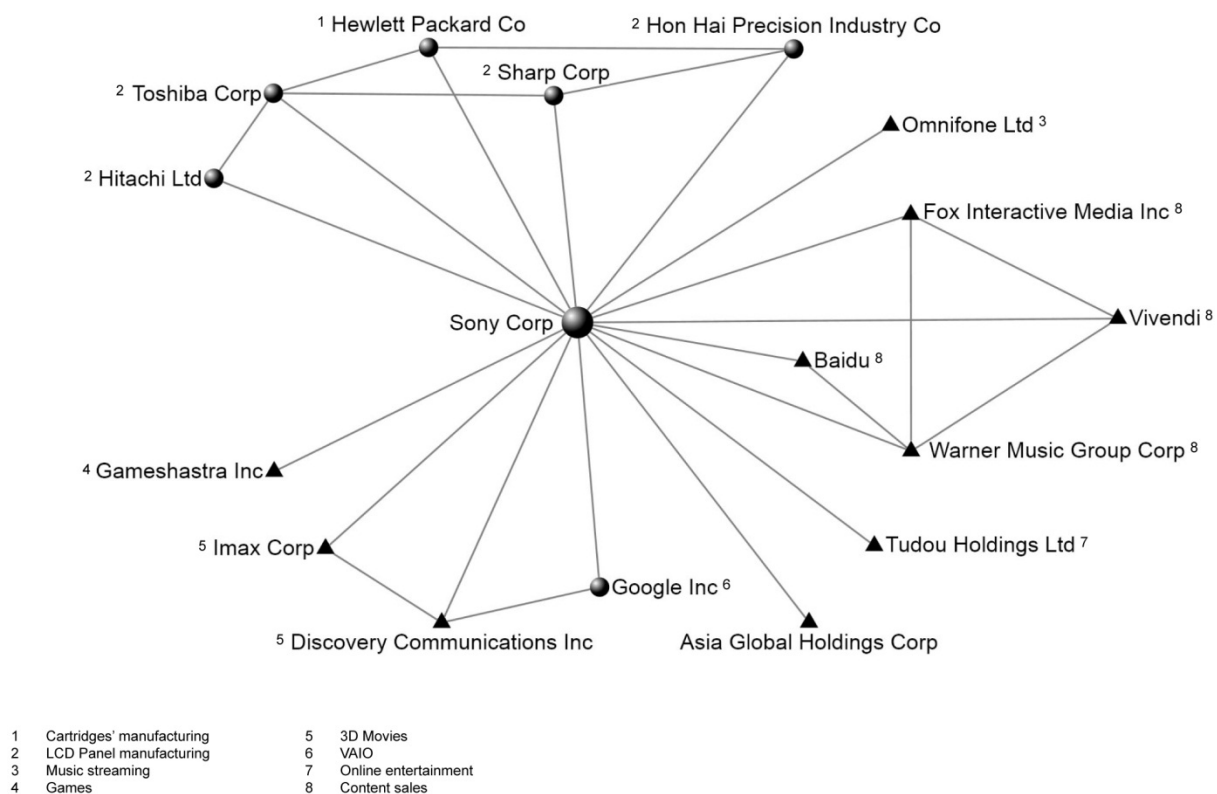 1 Hewlett Packard Co
2 Hon Hai Precision Industry Co
2 Sharp Corp
2 Toshiba Corp
Omnifone Ltd 3
2 Hitachi Ltd
Fox Interactive Media Inc 8
Sony Corp
Vivendi 8
Baidu 8
Warner Music Group Corp 8
4 Gameshastra Inc
5 Imax Corp
Tudou Holdings Ltd 7
Google Inc 6
5 Discovery Communications Inc
Asia Global Holdings Corp
1 Cartridges' manufacturing
2 LCD Panel manufacturing
3 Music streaming
4 Games
5 3D Movies
6 VAIO
7 Online entertainment
8 Content sales